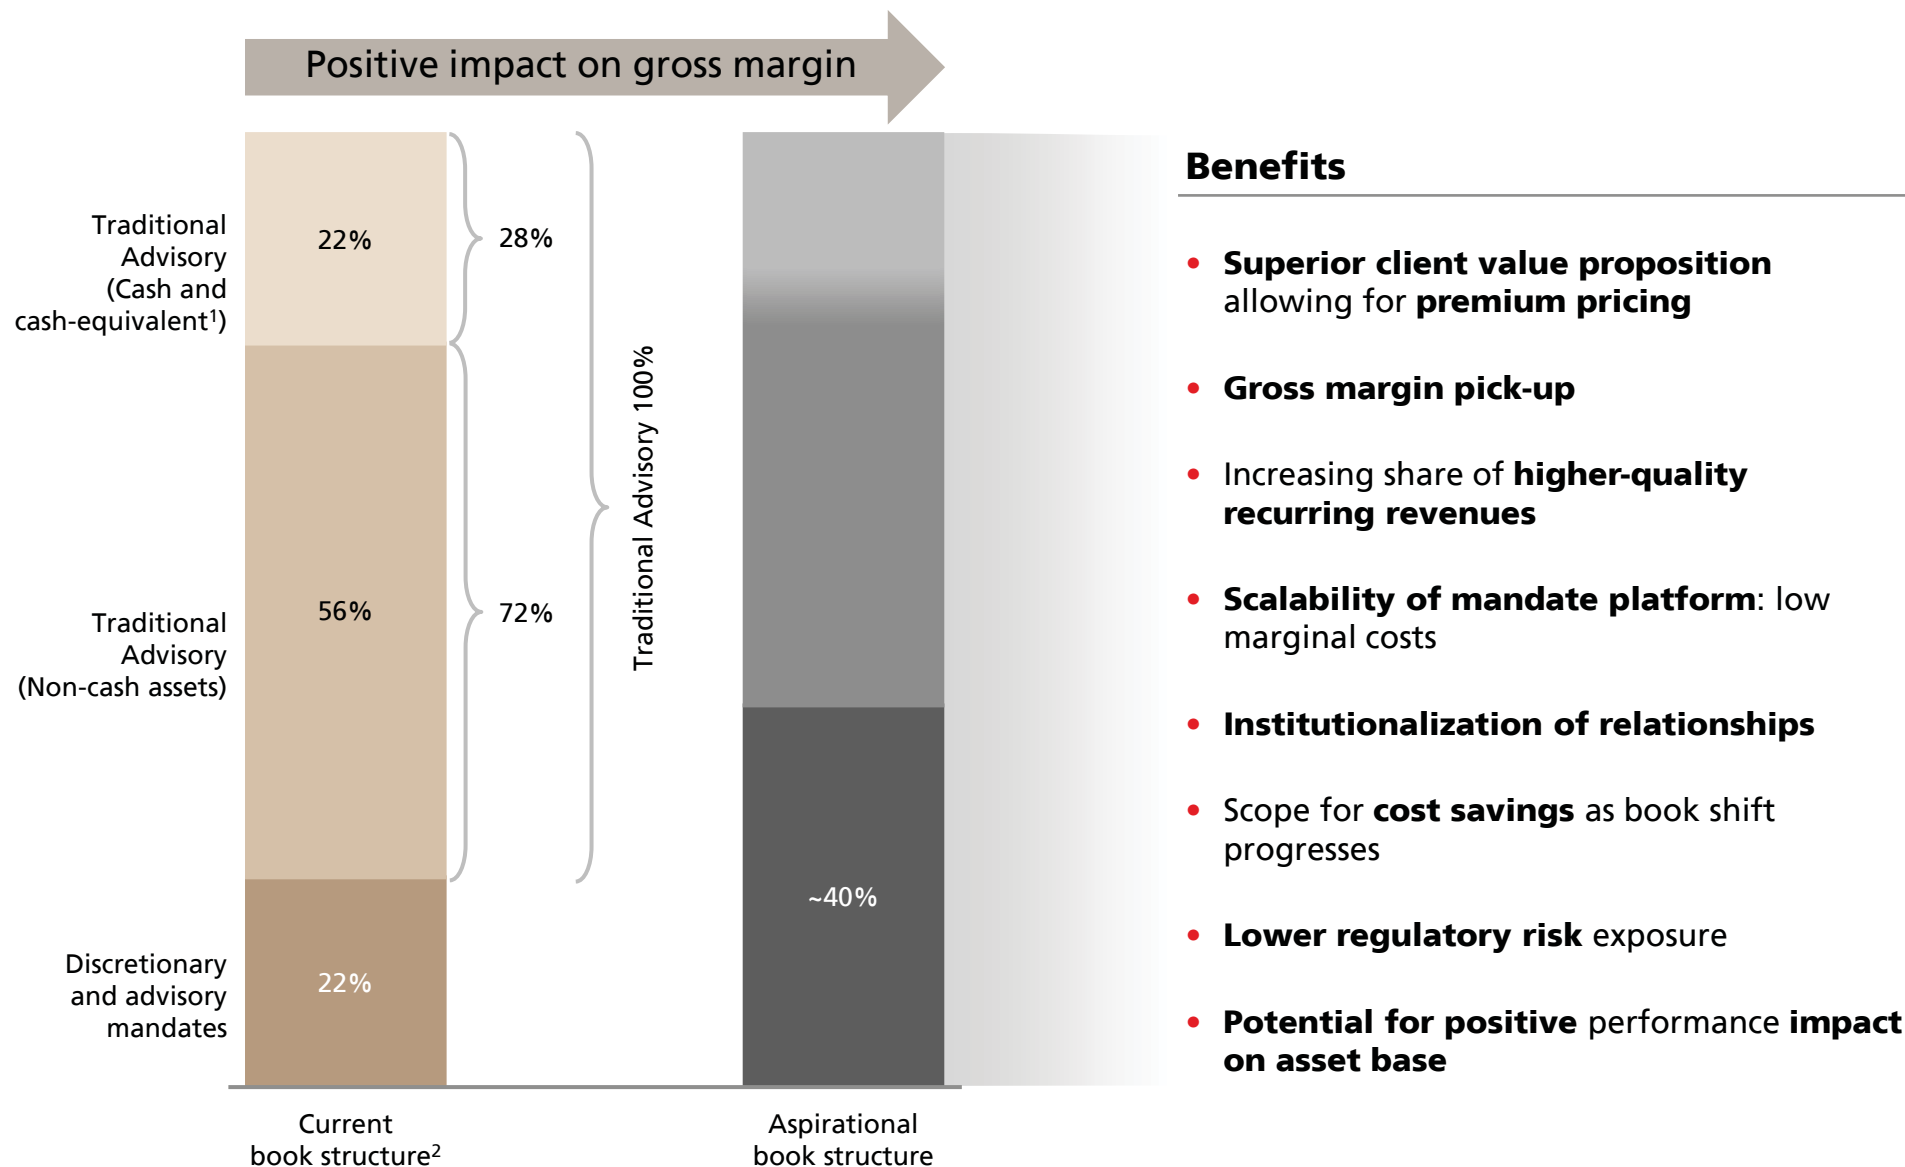 Positive impact on gross margin
Traditional
Advisory
(Cash and
cash-equivalent¹)
22%
28%
Traditional
Advisory
(Non-cash assets)
56%
72%
Traditional Advisory 100%
Discretionary
and advisory
mandates
22%
~40%
Current
book structure²
Aspirational
book structure
Benefits
• Superior client value proposition
allowing for premium pricing
• Gross margin pick-up
• Increasing share of higher-quality
recurring revenues
• Scalability of mandate platform: low
marginal costs
• Institutionalization of relationships
• Scope for cost savings as book shift
progresses
• Lower regulatory risk exposure
• Potential for positive performance impact
on asset base